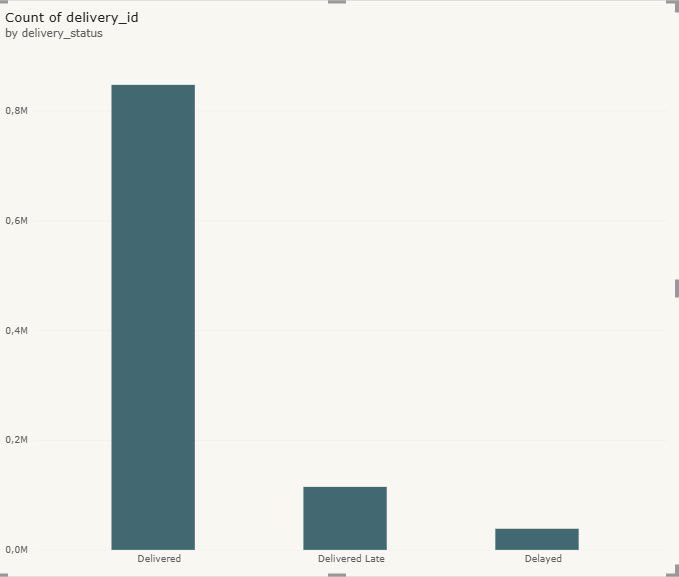 Count of delivery_id
by delivery_status
0,8M
0,6M
0,4M
0,2M
0,0M
Delivered
Delivered Late
Delayed